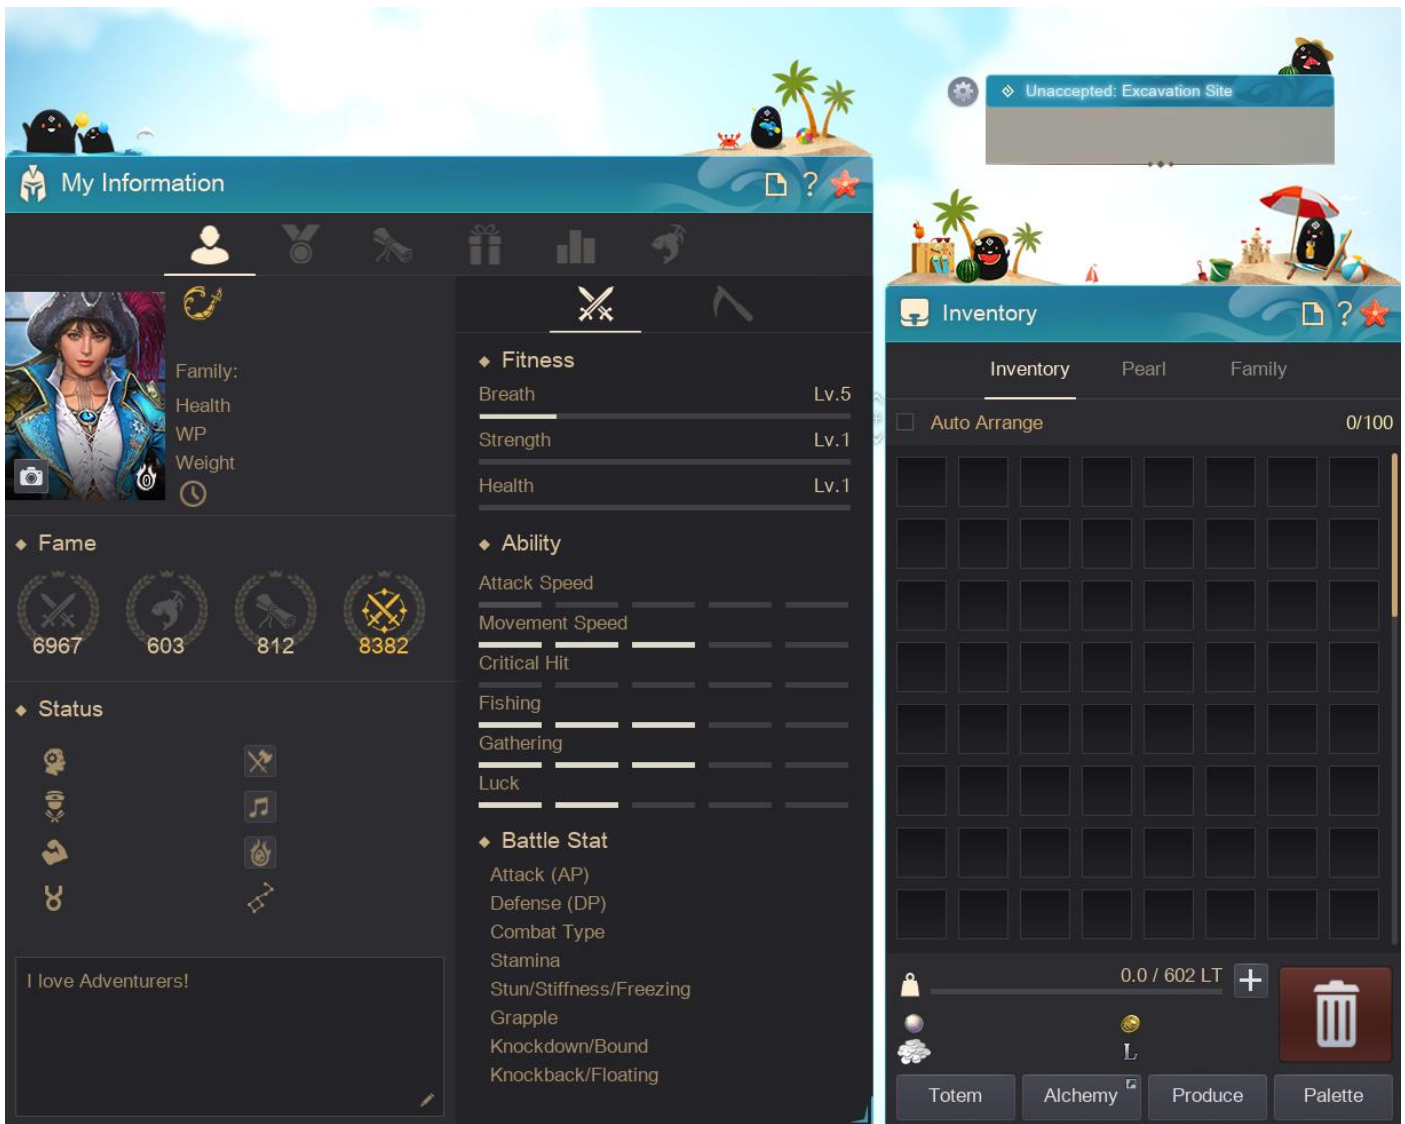 Unaccepted: Excavation Site
My Information
?
Family:
Health
WP
Weight
Fame
6967
603
812
8382
Status
I love Adventurers!
Fitness
Breath Lv.5
Strength Lv.1
Health Lv.1
Ability
Attack Speed
Movement Speed
Critical Hit
Fishing
Gathering
Luck
Battle Stat
Attack (AP)
Defense (DP)
Combat Type
Stamina
Stun/Stiffness/Freezing
Grapple
Knockdown/Bound
Knockback/Floating
Inventory
?
Inventory Pearl Family
Auto Arrange 0/100
0.0 / 602 LT
L
Totem Alchemy Produce Palette